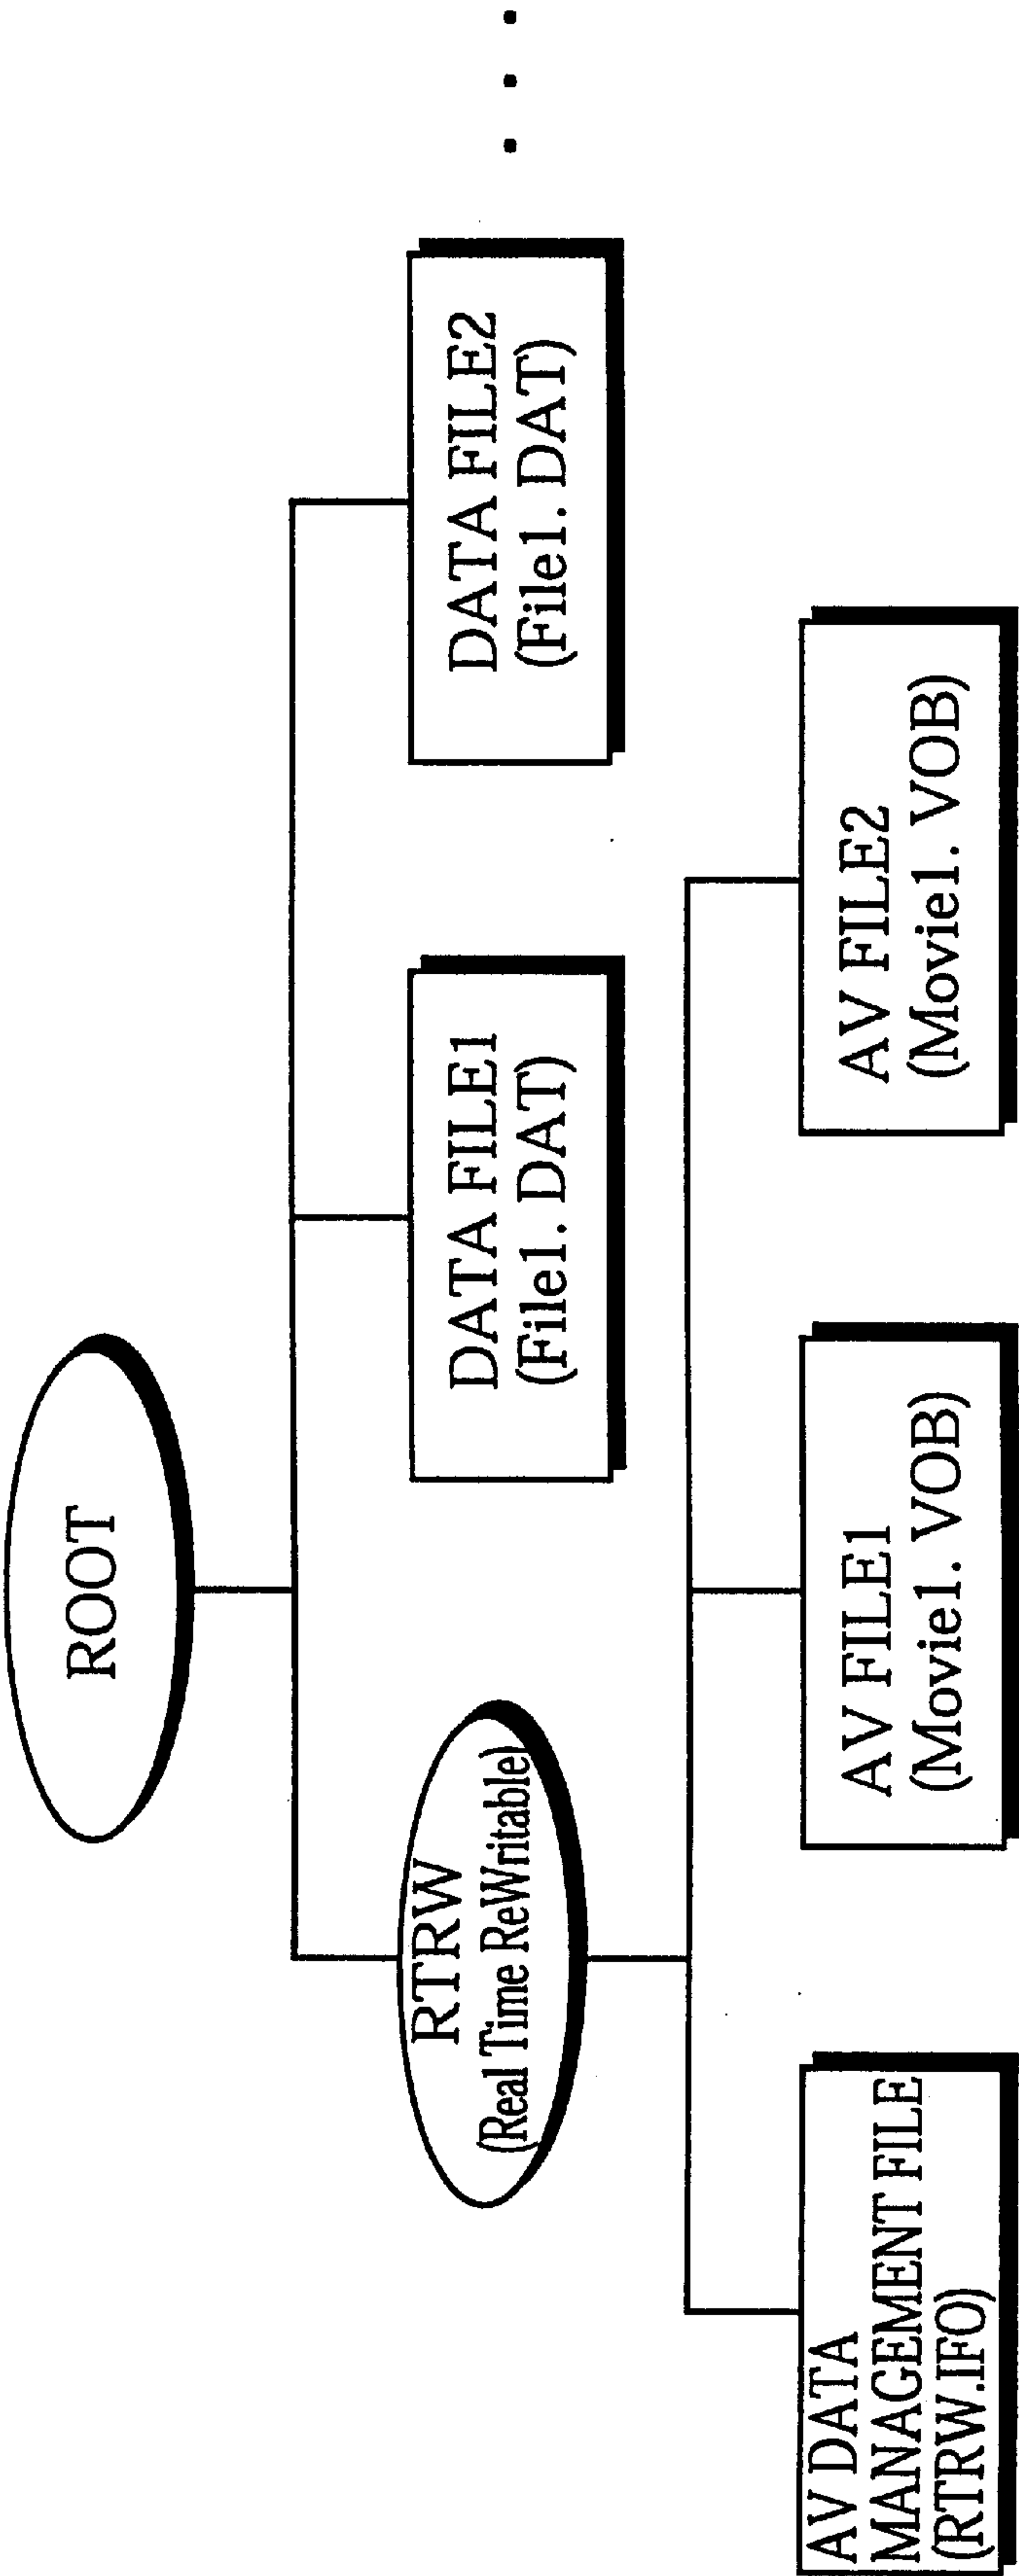 ROOT
RTRW
(Real Time ReWritable)
DATA FILE1
(File1. DAT)
DATA FILE2
(File1. DAT)
AV DATA
MANAGEMENT FILE
(RTRW.IFO)
AV FILE1
(Movie1. VOB)
AV FILE2
(Movie1. VOB)